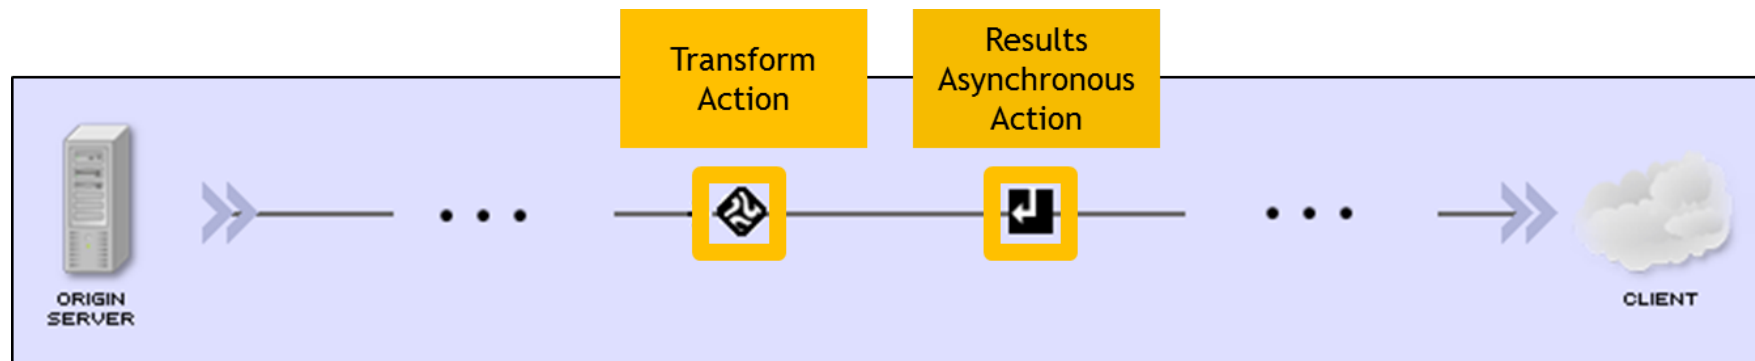 Transform
Action
Results
Asynchronous
Action
ORIGIN
SERVER
CLIENT